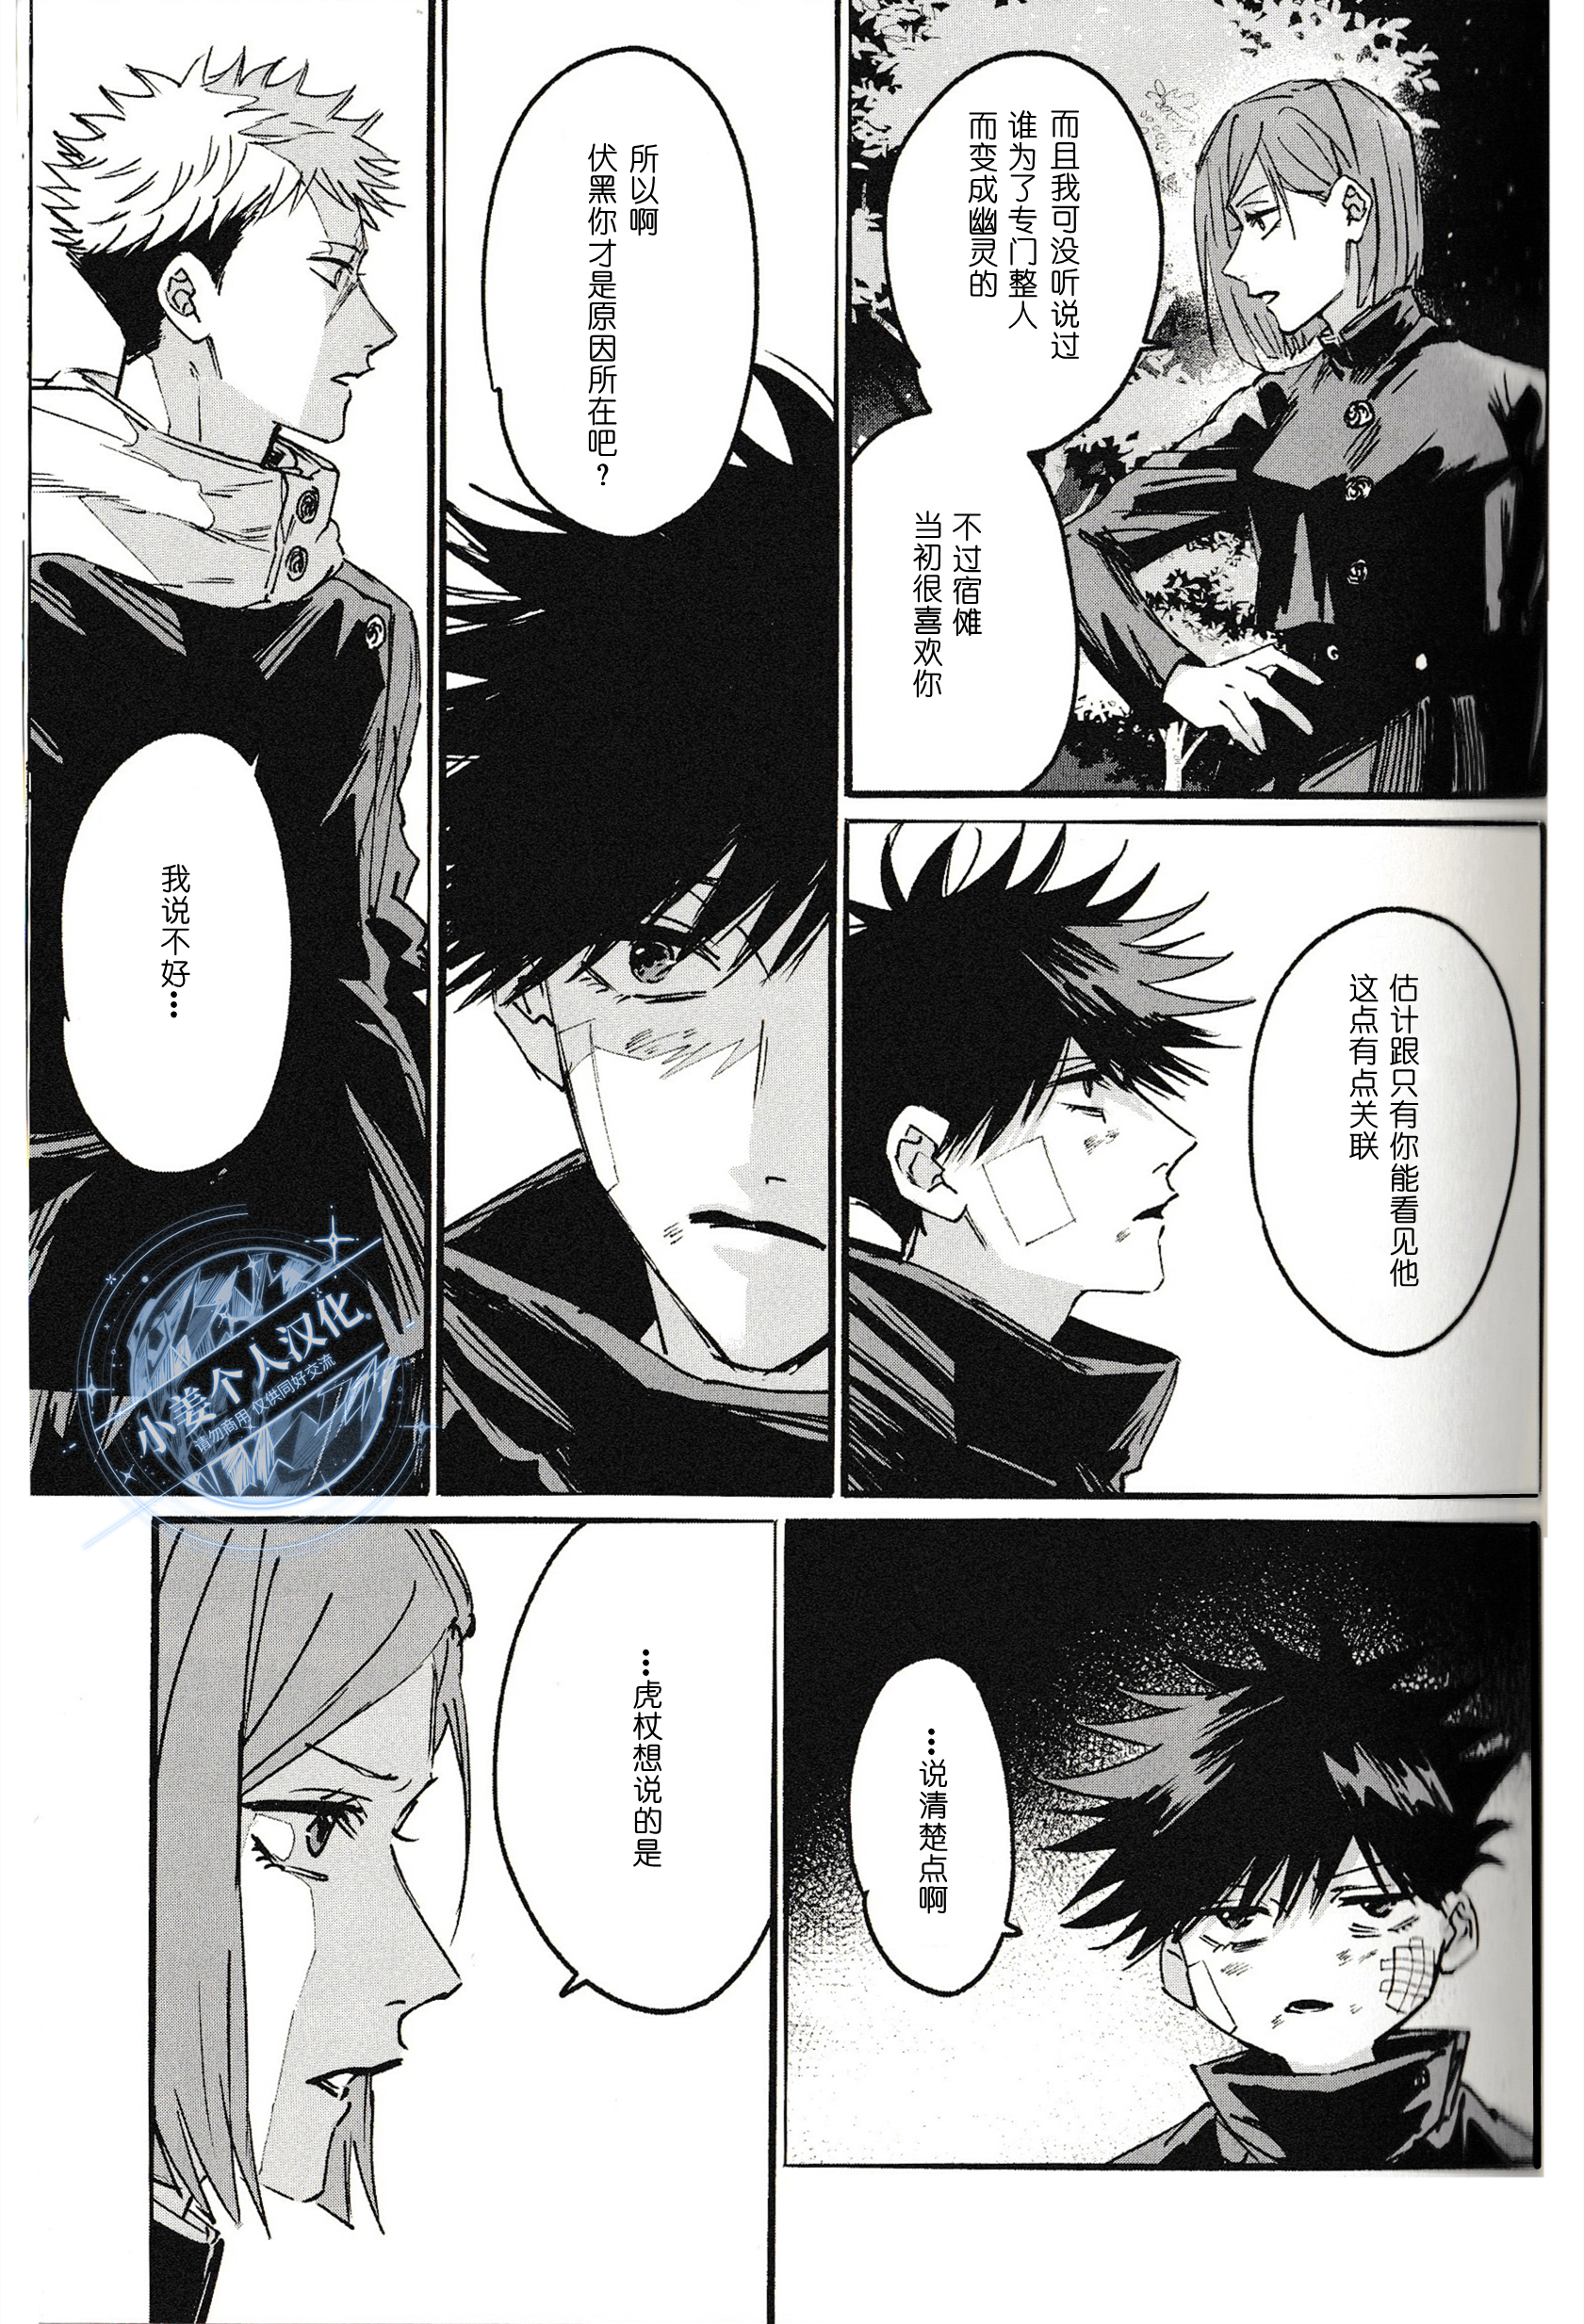 而且我可没听说过
谁为了专门整人
而变成幽灵的
不过宿傩
当初很喜欢你
估计跟只有你能看见他
这点有点关联
所以啊
伏黑你才是原因所在吧？
我说不好…
…说清楚点啊
…虎杖想说的是
小姜个人汉化
请勿商用 仅供同好交流